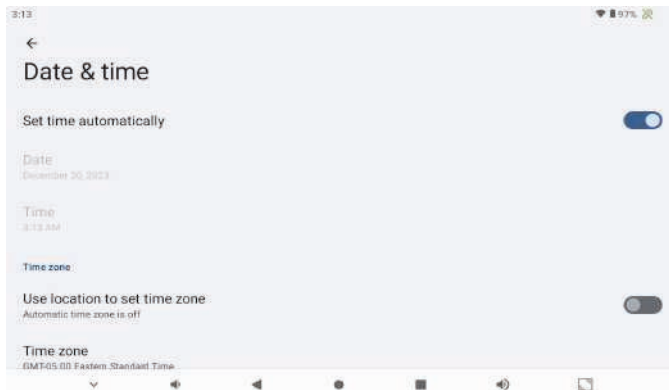 3:13
97%
Date & time
Set time automatically
Date
December 20, 2023
Time
3:13 AM
Time zone
Use location to set time zone
Automatic time zone is off
Time zone
GMT-05:00 Eastern Standard Time